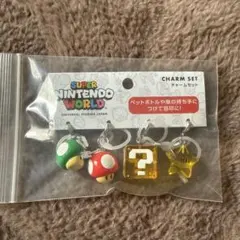 SUPER
NINTENDO
WORLD
UNIVERSAL STUDIOS JAPAN
CHARM SET
チャームセット
ペットボトルや傘の持ち手に
つけて目印に!
?